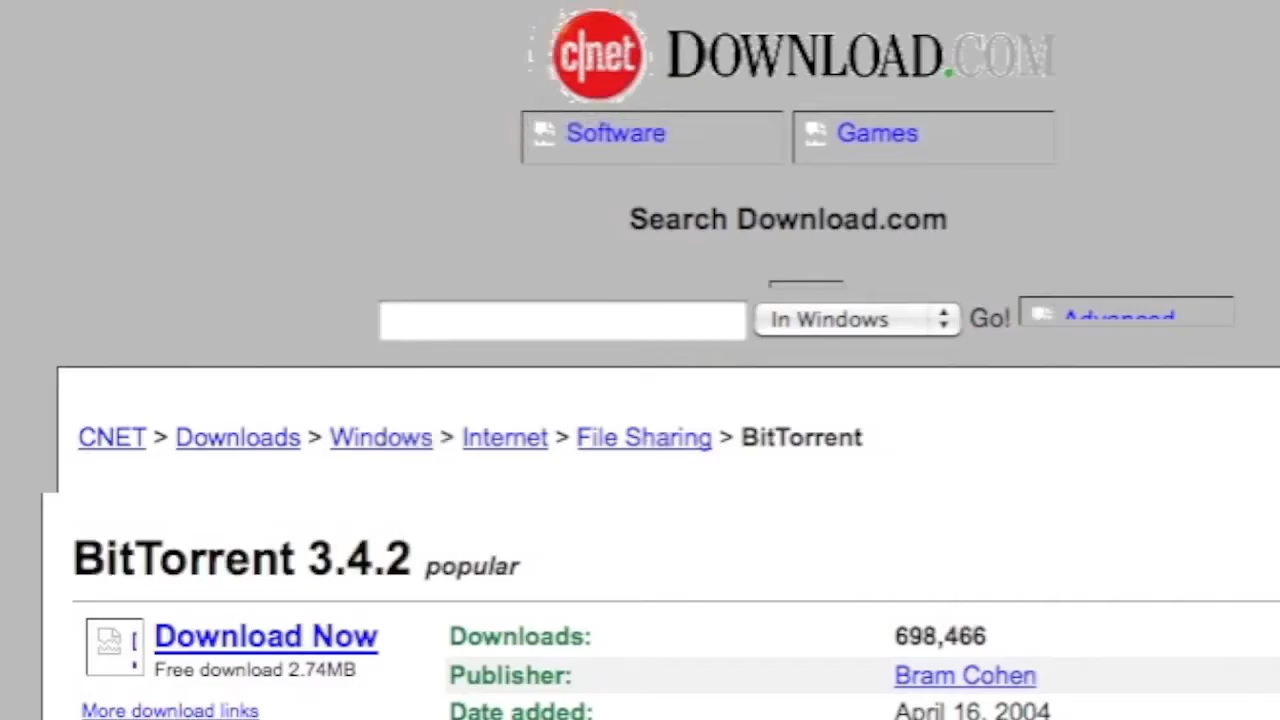 c|net DOWNLOAD.COM
Software Games
Search Download.com
In Windows Go! Advanced
CNET > Downloads > Windows > Internet > File Sharing > BitTorrent
BitTorrent 3.4.2 popular
Download Now Downloads: 698,466
Free download 2.74MB Publisher: Bram Cohen
More download links Date added: April 16, 2004